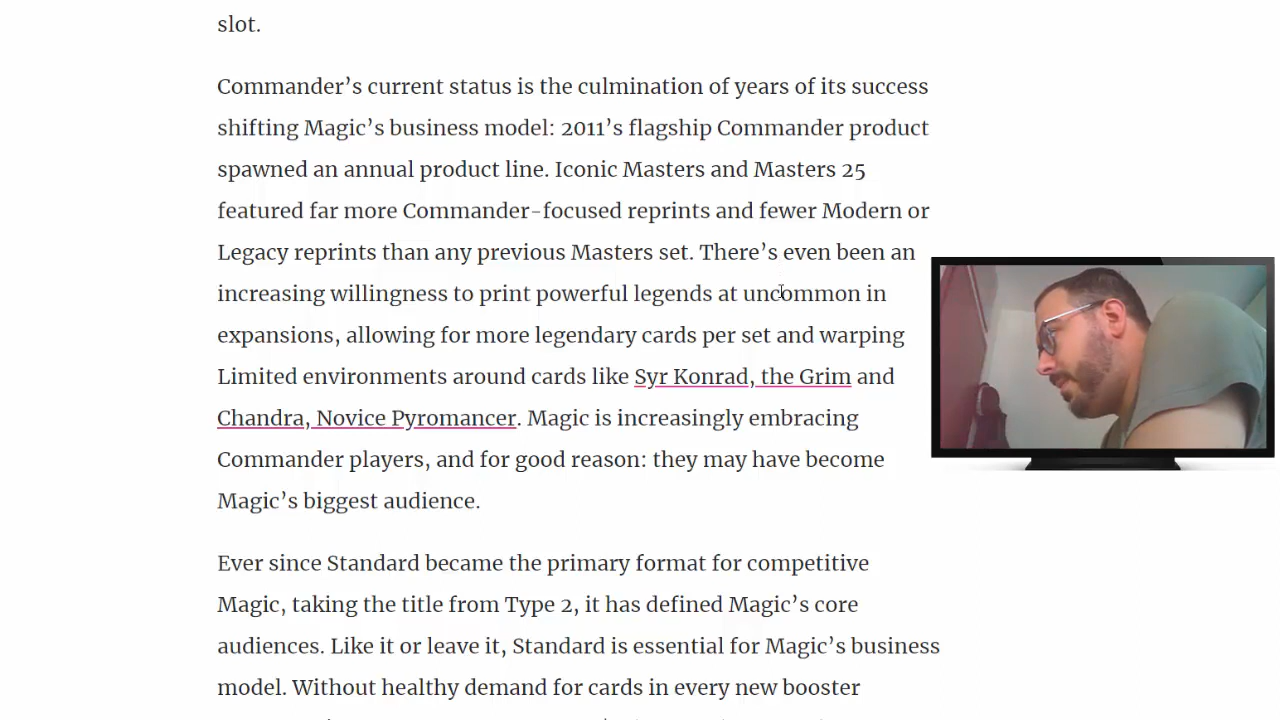 slot.
Commander’s current status is the culmination of years of its success
shifting Magic’s business model: 2011’s flagship Commander product
spawned an annual product line. Iconic Masters and Masters 25
featured far more Commander-focused reprints and fewer Modern or
Legacy reprints than any previous Masters set. There’s even been an
increasing willingness to print powerful legends at uncommon in
expansions, allowing for more legendary cards per set and warping
Limited environments around cards like Syr Konrad, the Grim and
Chandra, Novice Pyromancer. Magic is increasingly embracing
Commander players, and for good reason: they may have become
Magic’s biggest audience.
Ever since Standard became the primary format for competitive
Magic, taking the title from Type 2, it has defined Magic’s core
audiences. Like it or leave it, Standard is essential for Magic’s business
model. Without healthy demand for cards in every new booster